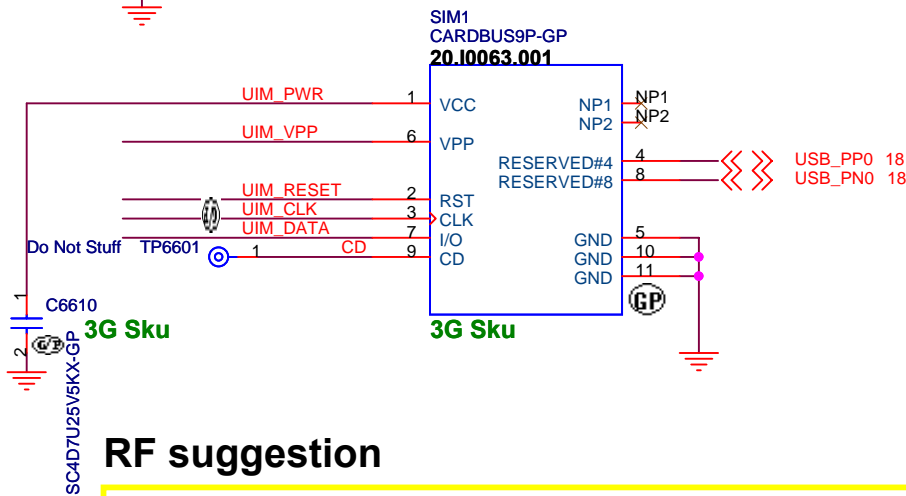 SIM1
CARDBUS9P-GP
20.I0063.001
UIM_PWR 1 VCC NP1 NP1
NP2 NP2
UIM_VPP 6 VPP
RESERVED#4 4 USB_PP0 18
RESERVED#8 8 USB_PN0 18
UIM_RESET 2 RST
UIM_CLK 3 CLK
UIM_DATA 7 I/O GND 5
Do Not Stuff TP6601 1 CD 9 CD GND 10
GND 11
GP
1 C6610
2 G/P 3G Sku 3G Sku
SC4D7U25V5KX-GP
RF suggestion